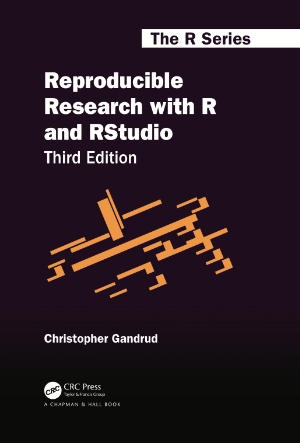 The R Series
Reproducible
Research with R
and RStudio
Third Edition
Christopher Gandrud
CRC
CRC Press
Taylor & Francis Group
A CHAPMAN & HALL BOOK